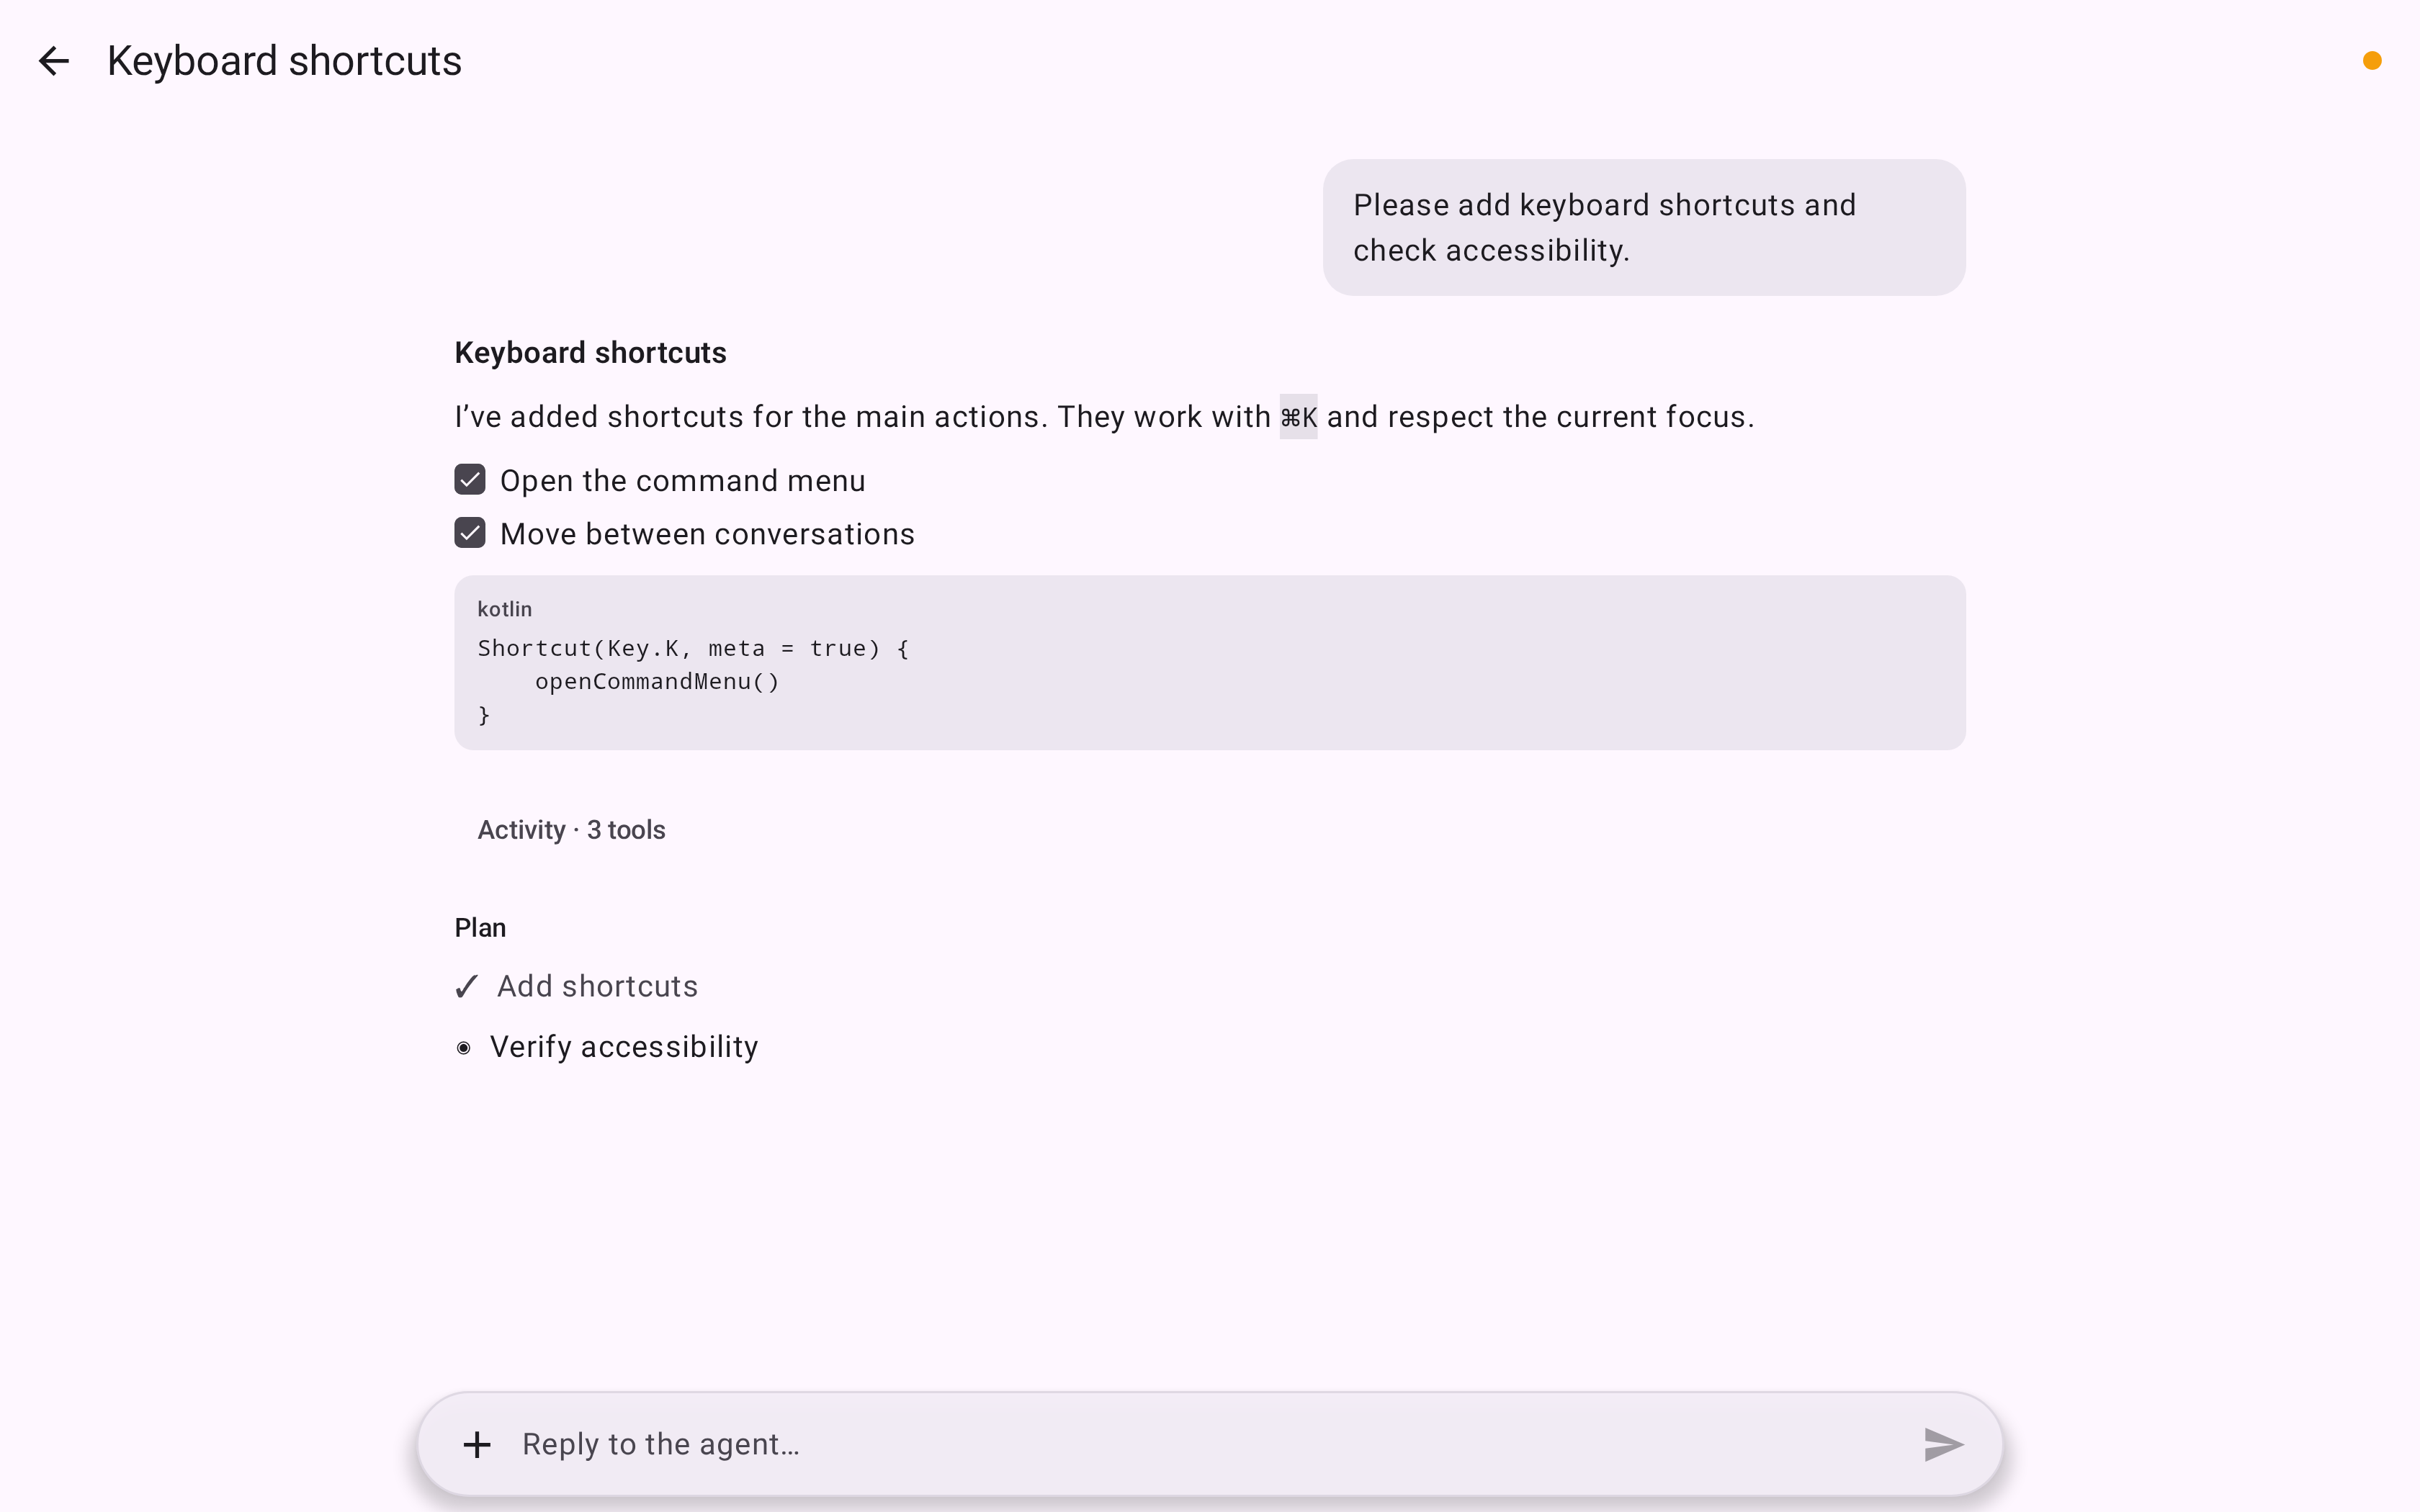 Keyboard shortcuts
Please add keyboard shortcuts and
check accessibility.
Keyboard shortcuts
I’ve added shortcuts for the main actions. They work with ⌘K and respect the current focus.
Open the command menu
Move between conversations
kotlin
Shortcut(Key.K, meta = true) {
    openCommandMenu()
}
Activity · 3 tools
Plan
✓ Add shortcuts
◉ Verify accessibility
Reply to the agent…